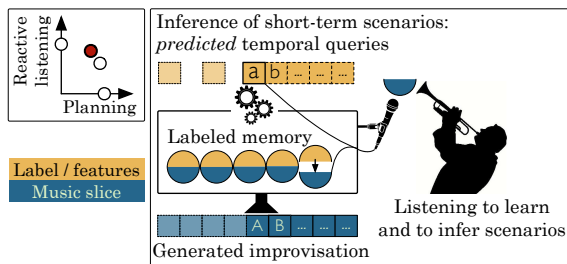 Reactive
listening
Planning
Label / features
Music slice
Inference of short-term scenarios:
predicted temporal queries
a b ... ... ...
Labeled memory
A B ... ... ...
Generated improvisation
Listening to learn
and to infer scenarios